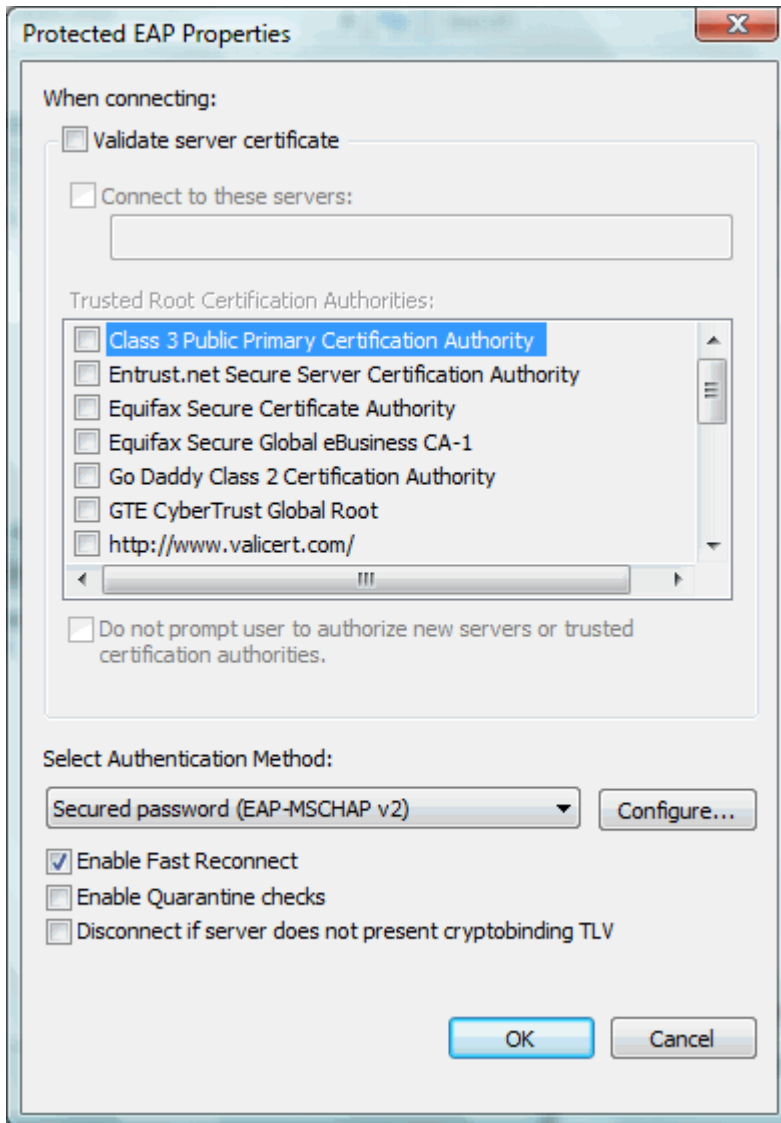 Protected EAP Properties
When connecting:
Validate server certificate
Connect to these servers:
Trusted Root Certification Authorities:
Class 3 Public Primary Certification Authority
Entrust.net Secure Server Certification Authority
Equifax Secure Certificate Authority
Equifax Secure Global eBusiness CA-1
Go Daddy Class 2 Certification Authority
GTE CyberTrust Global Root
http://www.valicert.com/
Do not prompt user to authorize new servers or trusted
certification authorities.
Select Authentication Method:
Secured password (EAP-MSCHAP v2)
Configure...
Enable Fast Reconnect
Enable Quarantine checks
Disconnect if server does not present cryptobinding TLV
OK
Cancel